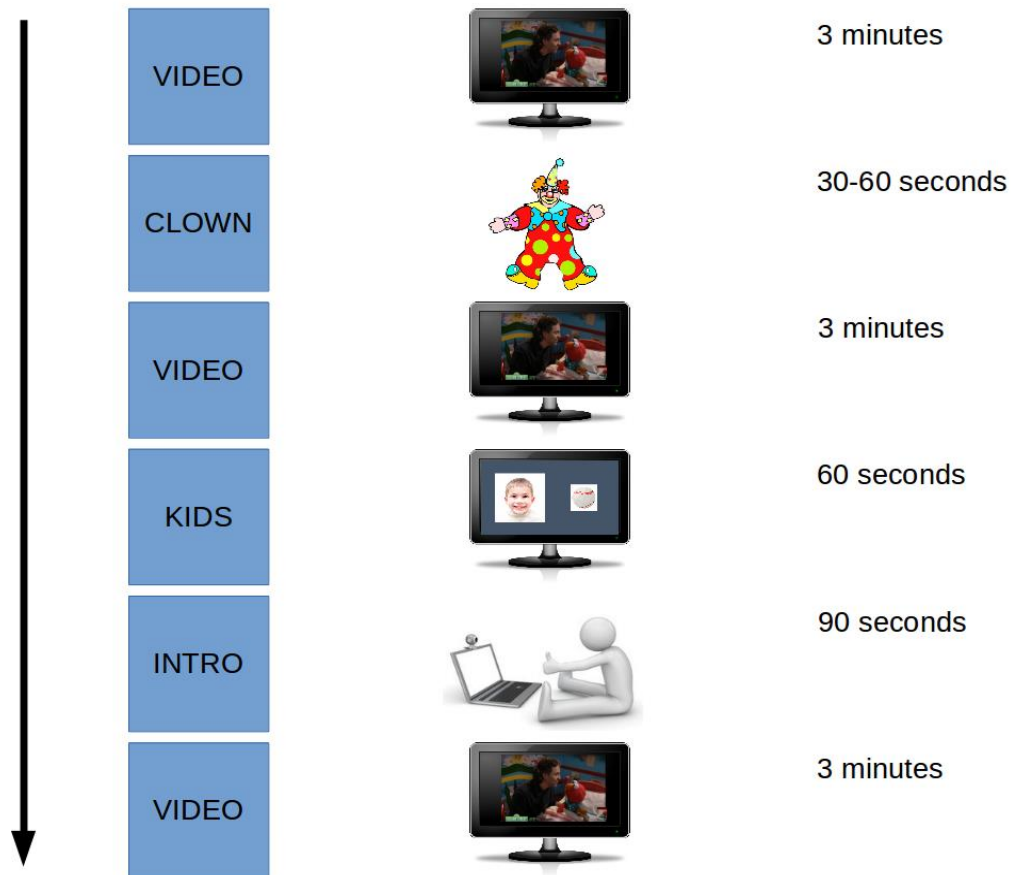 VIDEO
3 minutes
CLOWN
30-60 seconds
VIDEO
3 minutes
KIDS
60 seconds
INTRO
90 seconds
VIDEO
3 minutes